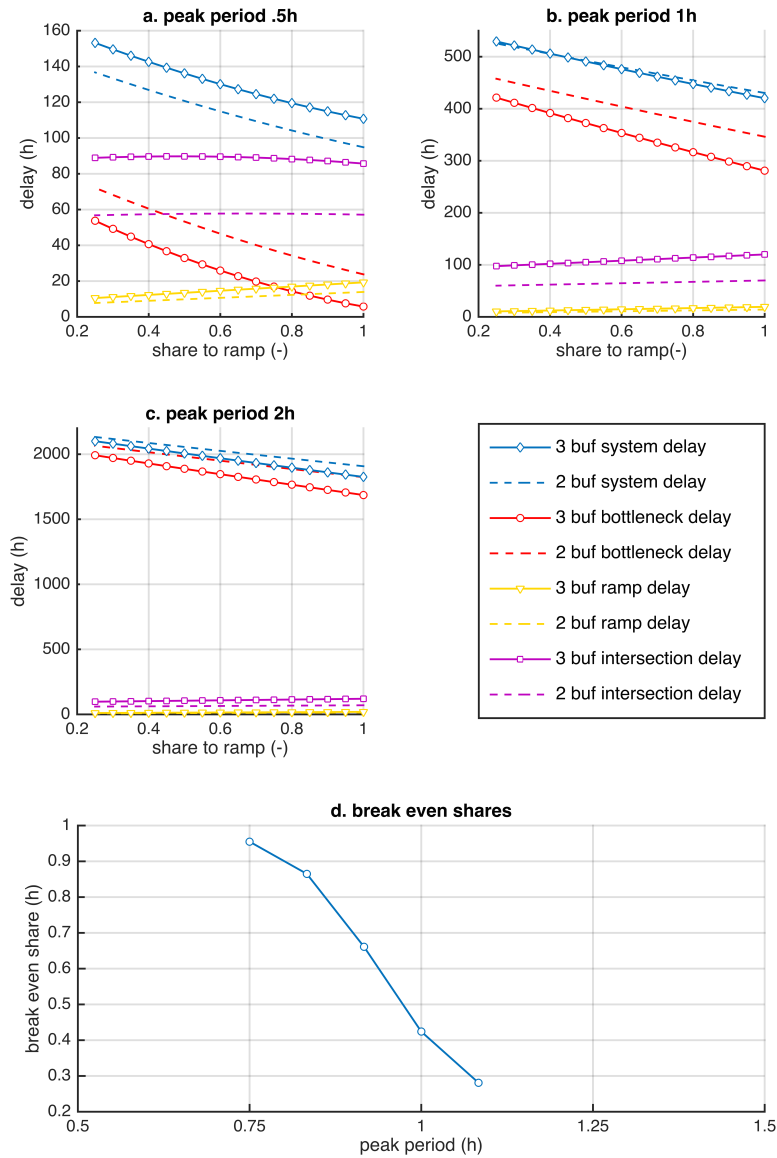 a. peak period .5h
160
140
120
100
80
60
40
20
0
delay (h)
0.2
0.4
0.6
0.8
1
share to ramp (-)
b. peak period 1h
500
400
300
200
100
0
delay (h)
0.2
0.4
0.6
0.8
1
share to ramp(-)
c. peak period 2h
2000
1500
1000
500
0
delay (h)
0.2
0.4
0.6
0.8
1
share to ramp (-)
3 buf system delay
2 buf system delay
3 buf bottleneck delay
2 buf bottleneck delay
3 buf ramp delay
2 buf ramp delay
3 buf intersection delay
2 buf intersection delay
d. break even shares
1
0.9
0.8
0.7
0.6
0.5
0.4
0.3
0.2
break even share (h)
0.5
0.75
1
1.25
1.5
peak period (h)